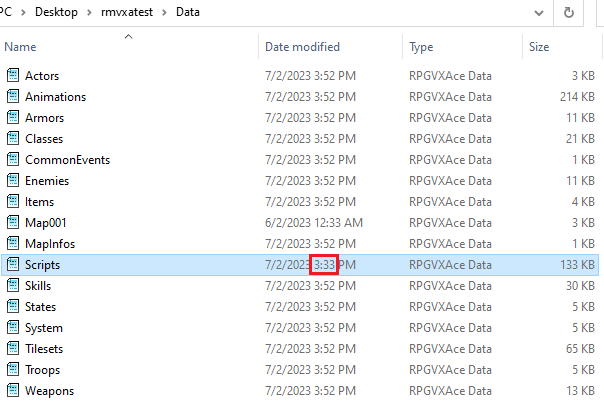 PC > Desktop > rmvxatest > Data
Name Date modified Type Size
Actors 7/2/2023 3:52 PM RPGVXAce Data 3 KB
Animations 7/2/2023 3:52 PM RPGVXAce Data 214 KB
Armors 7/2/2023 3:52 PM RPGVXAce Data 11 KB
Classes 7/2/2023 3:52 PM RPGVXAce Data 21 KB
CommonEvents 7/2/2023 3:52 PM RPGVXAce Data 1 KB
Enemies 7/2/2023 3:52 PM RPGVXAce Data 11 KB
Items 7/2/2023 3:52 PM RPGVXAce Data 4 KB
Map001 6/2/2023 12:33 AM RPGVXAce Data 3 KB
MapInfos 7/2/2023 3:52 PM RPGVXAce Data 1 KB
Scripts 7/2/2023 3:33 PM RPGVXAce Data 133 KB
Skills 7/2/2023 3:52 PM RPGVXAce Data 30 KB
States 7/2/2023 3:52 PM RPGVXAce Data 5 KB
System 7/2/2023 3:52 PM RPGVXAce Data 5 KB
Tilesets 7/2/2023 3:52 PM RPGVXAce Data 65 KB
Troops 7/2/2023 3:52 PM RPGVXAce Data 5 KB
Weapons 7/2/2023 3:52 PM RPGVXAce Data 13 KB